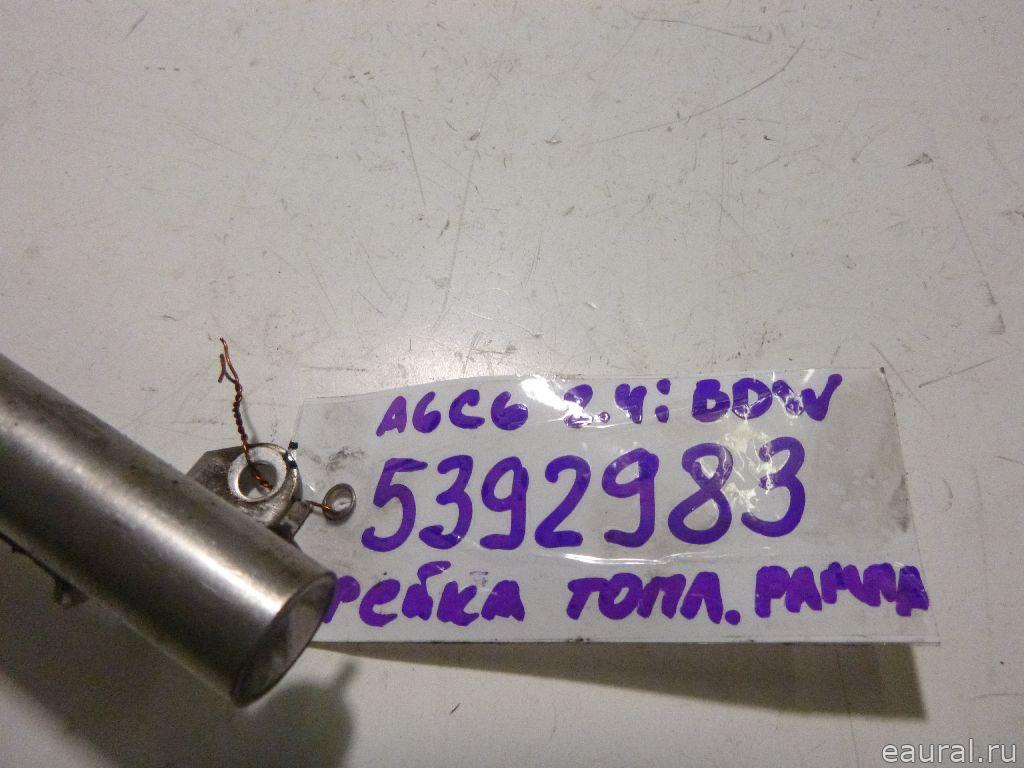 A6C6 2.4i BDW
5392983
рейка топл. рампа
eaural.ru